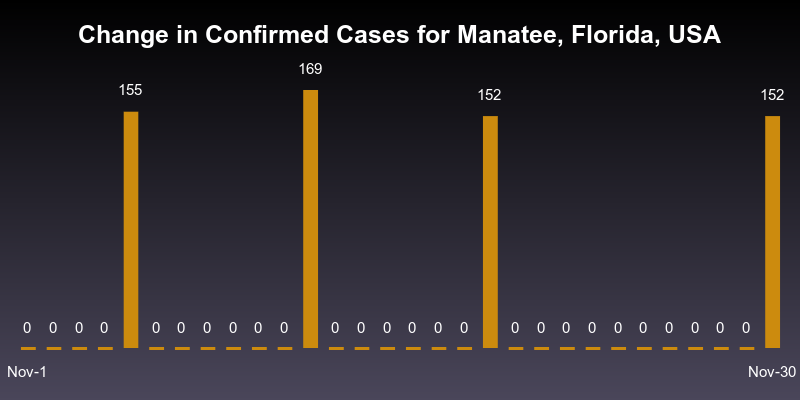 Change in Confirmed Cases for Manatee, Florida, USA
169
155 152 152
0 0 0 0 0 0 0 0 0 0 0 0 0 0 0 0 0 0 0 0 0 0 0 0 0 0
Nov-1 Nov-30